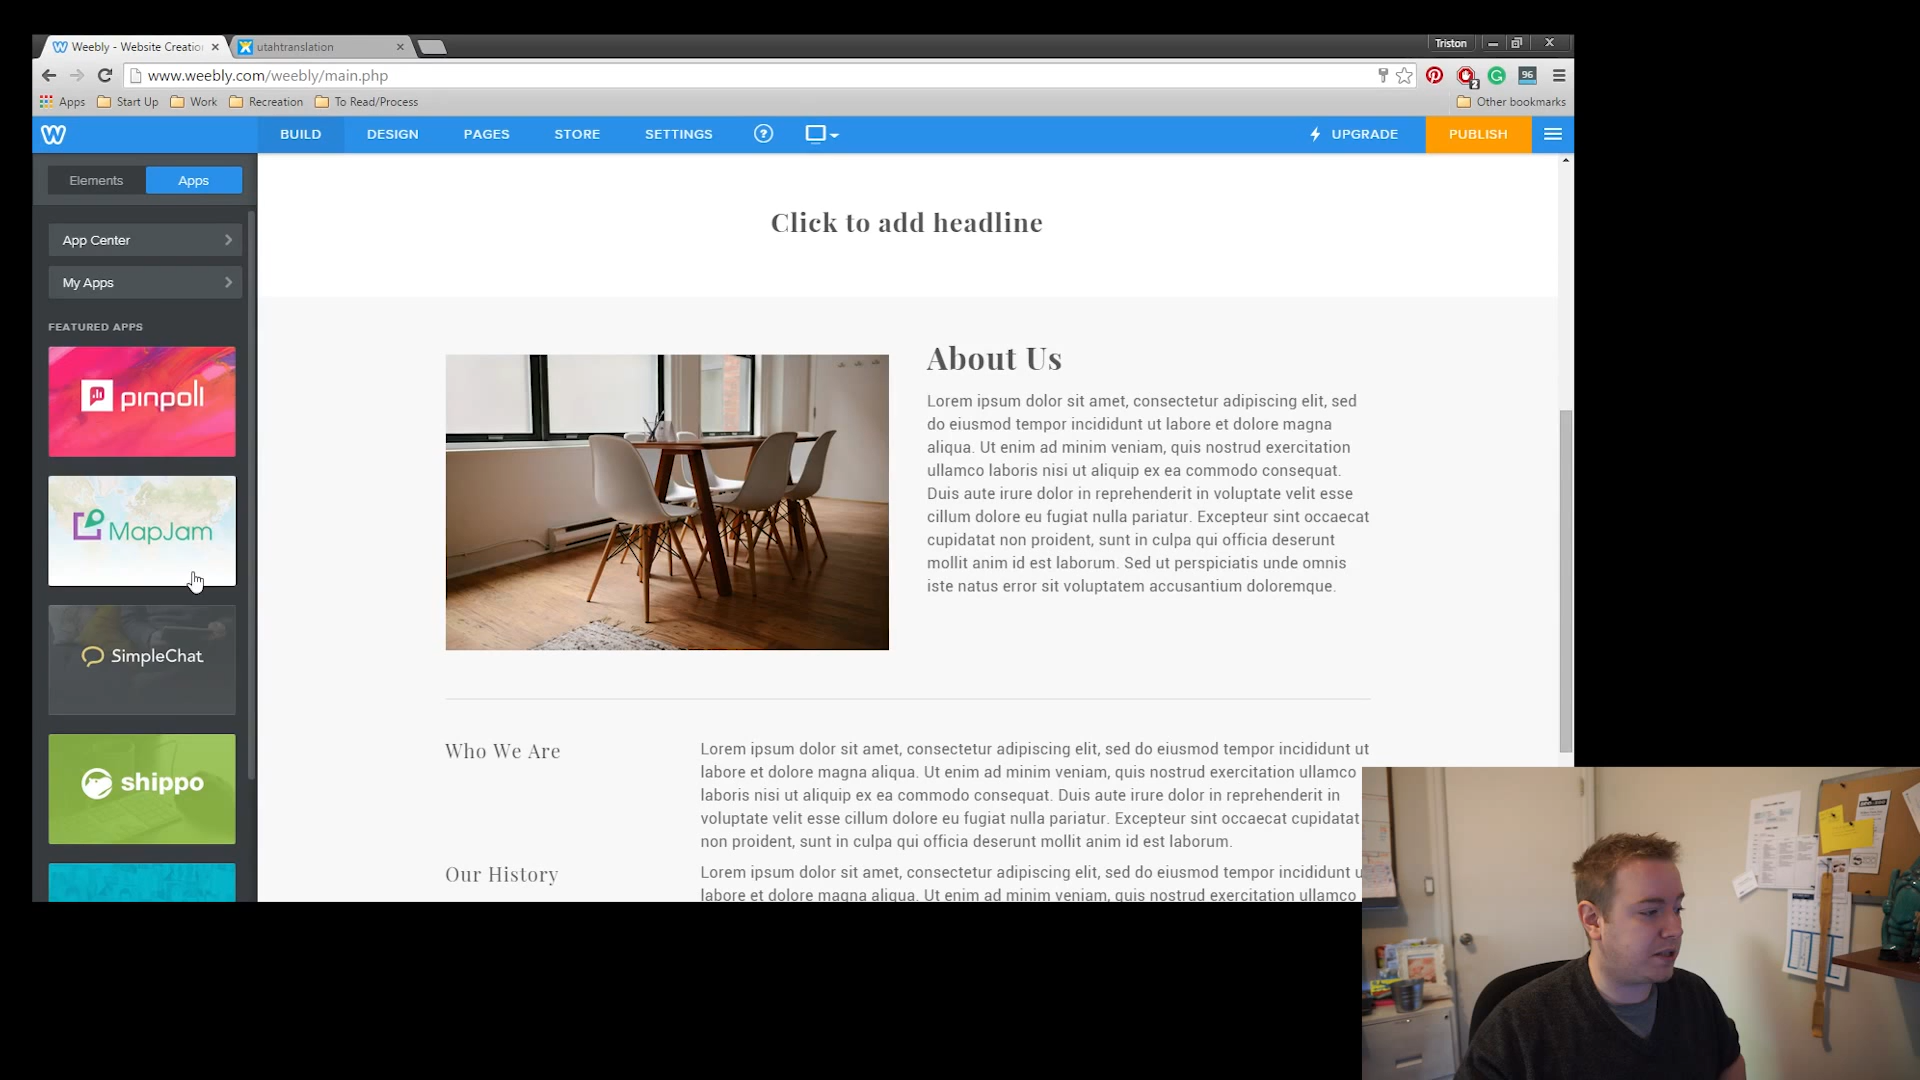 Weebly - Website Creatio
utahtranslation
Triston
www.weebly.com/weebly/main.php
2
96
Apps
Start Up
Work
Recreation
To Read/Process
Other bookmarks
BUILD
DESIGN
PAGES
STORE
SETTINGS
?
UPGRADE
PUBLISH
Elements
Apps
App Center
My Apps
FEATURED APPS
pinpoll
MapJam
SimpleChat
shippo
Click to add headline
About Us
Lorem ipsum dolor sit amet, consectetur adipiscing elit, sed
do eiusmod tempor incididunt ut labore et dolore magna
aliqua. Ut enim ad minim veniam, quis nostrud exercitation
ullamco laboris nisi ut aliquip ex ea commodo consequat.
Duis aute irure dolor in reprehenderit in voluptate velit esse
cillum dolore eu fugiat nulla pariatur. Excepteur sint occaecat
cupidatat non proident, sunt in culpa qui officia deserunt
mollit anim id est laborum. Sed ut perspiciatis unde omnis
iste natus error sit voluptatem accusantium doloremque.
Who We Are
Lorem ipsum dolor sit amet, consectetur adipiscing elit, sed do eiusmod tempor incididunt ut
labore et dolore magna aliqua. Ut enim ad minim veniam, quis nostrud exercitation ullamco
laboris nisi ut aliquip ex ea commodo consequat. Duis aute irure dolor in reprehenderit in
voluptate velit esse cillum dolore eu fugiat nulla pariatur. Excepteur sint occaecat cupidatat
non proident, sunt in culpa qui officia deserunt mollit anim id est laborum.
Our History
Lorem ipsum dolor sit amet, consectetur adipiscing elit, sed do eiusmod tempor incididunt u
labore et dolore magna aliqua. Ut enim ad minim veniam, quis nostrud exercitation ullamco